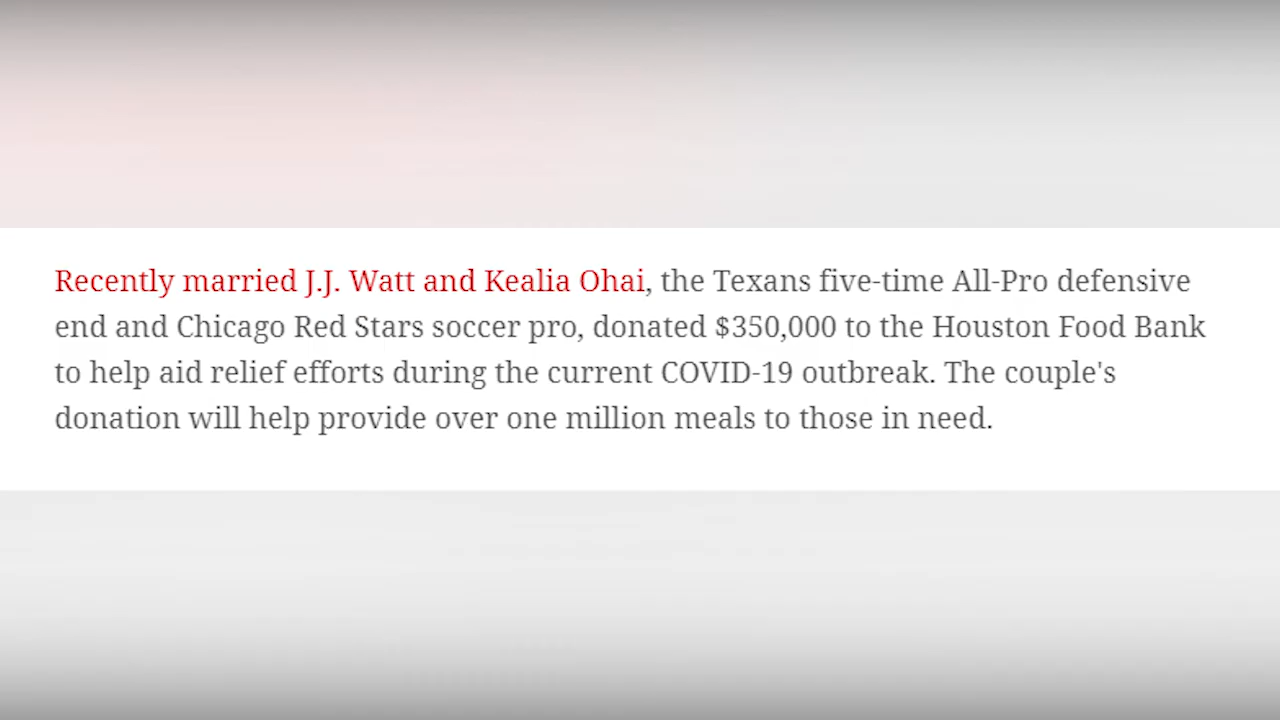 Recently married J.J. Watt and Kealia Ohai, the Texans five-time All-Pro defensive
end and Chicago Red Stars soccer pro, donated $350,000 to the Houston Food Bank
to help aid relief efforts during the current COVID-19 outbreak. The couple's
donation will help provide over one million meals to those in need.